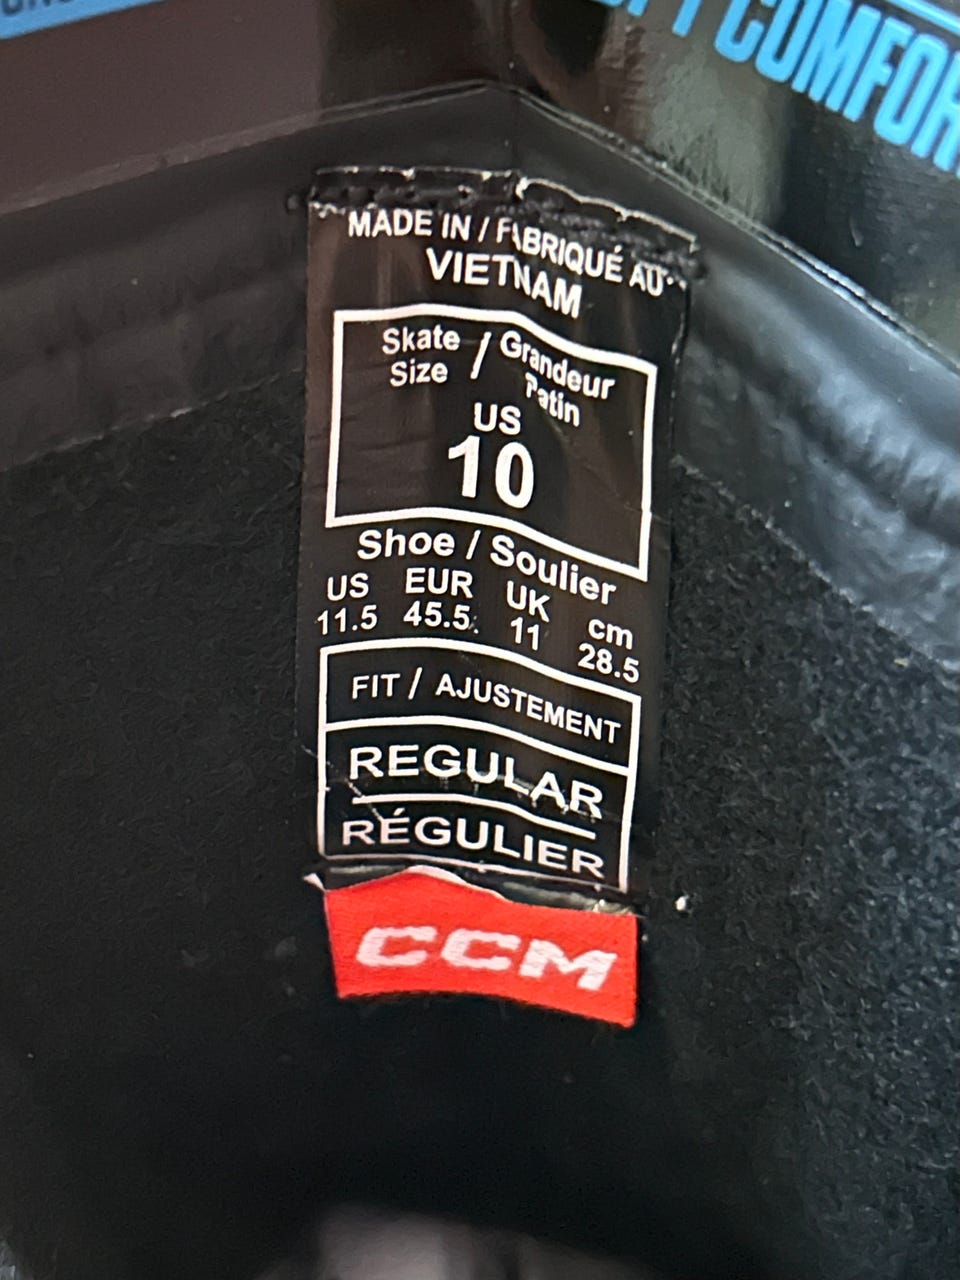 COMFOR
MADE IN / FABRIQUÉ AU
VIETNAM
Skate Size / Grandeur Patin
US
10
Shoe / Soulier
US EUR UK cm
11.5 45.5 11 28.5
FIT / AJUSTEMENT
REGULAR
RÉGULIER
CCM